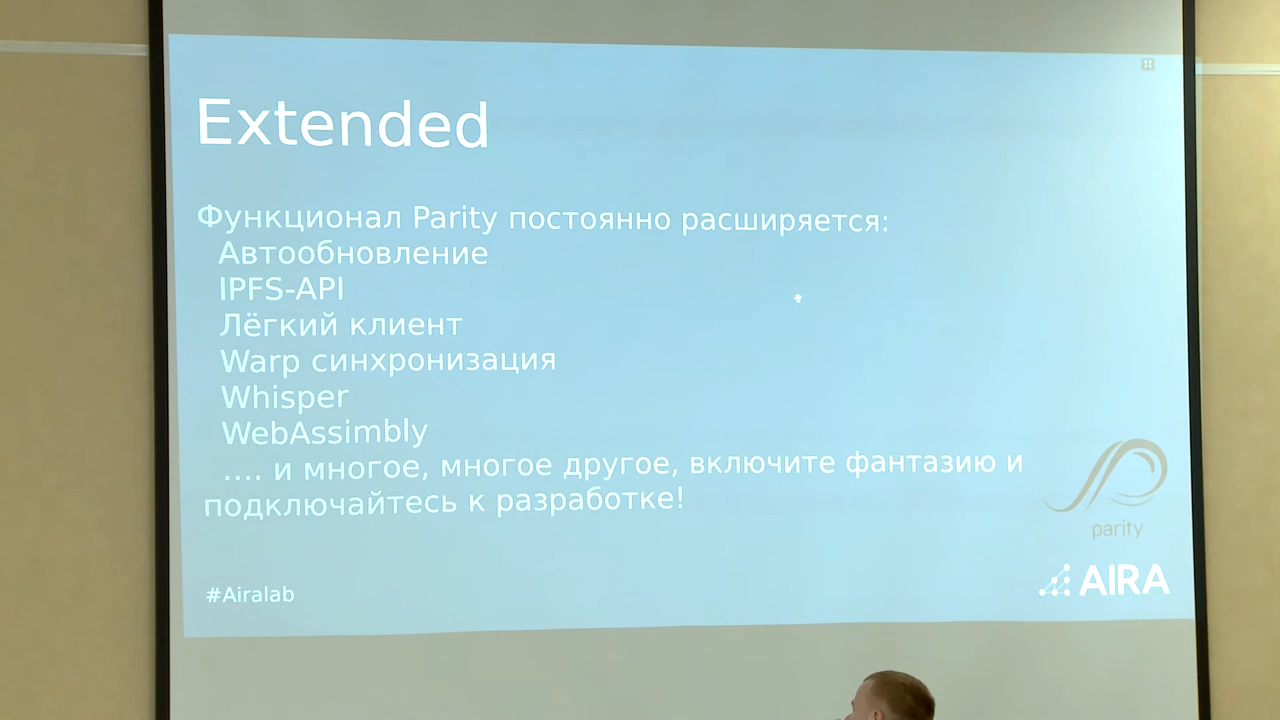 Extended
Функционал Parity постоянно расширяется:
Автообновление
IPFS-API
Лёгкий клиент
Warp синхронизация
Whisper
WebAssimbly
.... и многое, многое другое, включите фантазию и
подключайтесь к разработке!
parity
#Airalab
AIRA